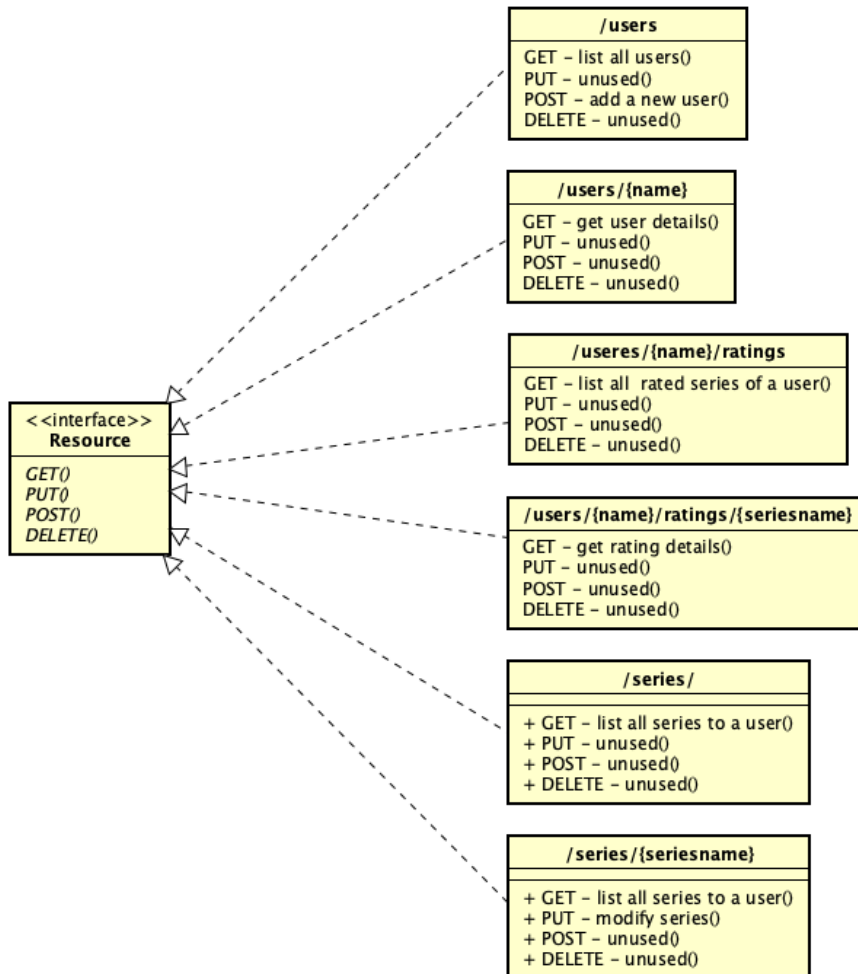 /users
GET – list all users()
PUT – unused()
POST – add a new user()
DELETE – unused()
/users/{name}
GET – get user details()
PUT – unused()
POST – unused()
DELETE – unused()
/useres/{name}/ratings
GET – list all  rated series of a user()
PUT – unused()
POST – unused()
DELETE – unused()
<<interface>>
Resource
GET()
PUT()
POST()
DELETE()
/users/{name}/ratings/{seriesname}
GET – get rating details()
PUT – unused()
POST – unused()
DELETE – unused()
/series/
+ GET – list all series to a user()
+ PUT – unused()
+ POST – unused()
+ DELETE – unused()
/series/{seriesname}
+ GET – list all series to a user()
+ PUT – modify series()
+ POST – unused()
+ DELETE – unused()